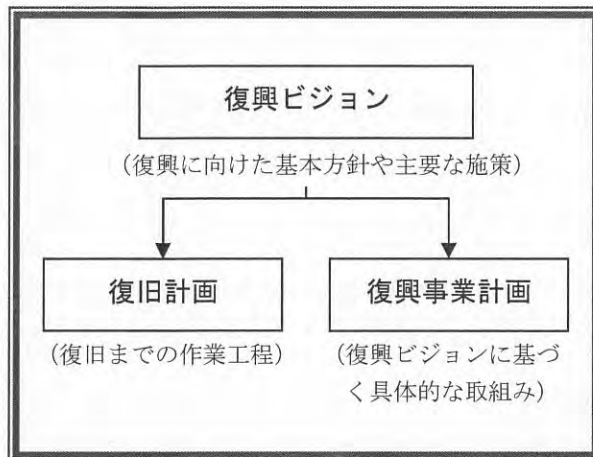 復興ビジョン
（復興に向けた基本方針や主要な施策）
復旧計画
（復旧までの作業工程）
復興事業計画
（復興ビジョンに基づ
く具体的な取組み）